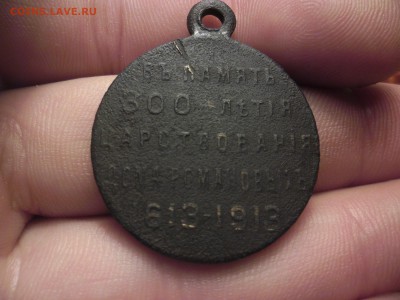 COINS.LAVE.RU
ВЪ ПАМЯТЬ
300-ЛѢТІЯ
ЦАРСТВОВАНІЯ
ДОМА РОМАНОВЫХЪ
1613-1913